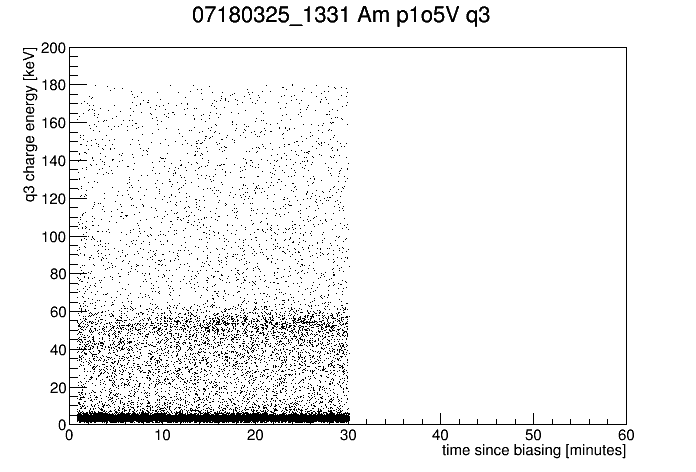 07180325_1331 Am p1o5V q3
q3 charge energy [keV]
200
180
160
140
120
100
80
60
40
20
0
0 10 20 30 40 50 60
time since biasing [minutes]